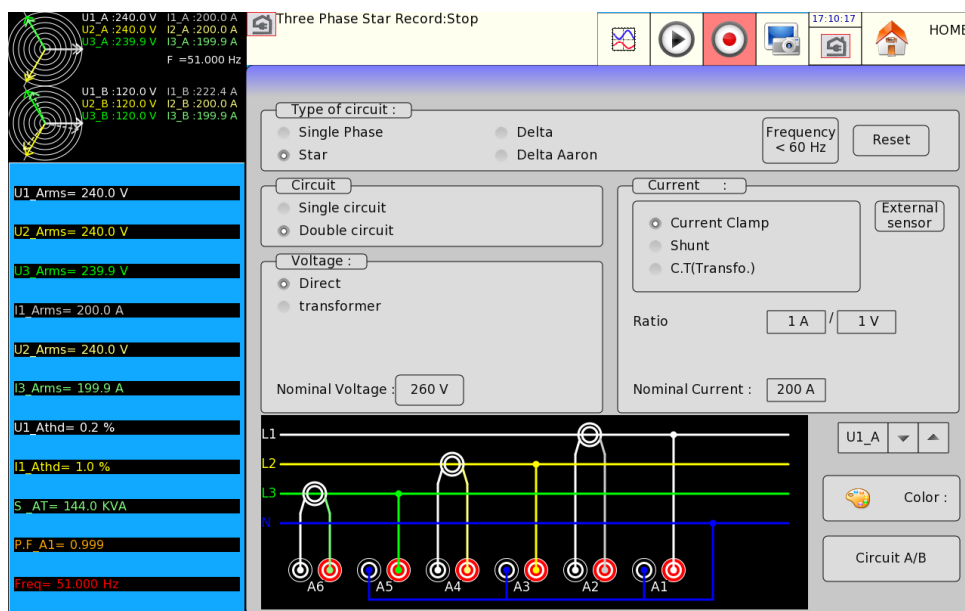 U1_A :240.0 V I1_A :200.0 A
U2_A :240.0 V I2_A :200.0 A
U3_A :239.9 V I3_A :199.9 A
F =51.000 Hz
U1_B :120.0 V I1_B :222.4 A
U2_B :120.0 V I2_B :200.0 A
U3_B :120.0 V I3_B :199.9 A
Three Phase Star Record:Stop
17:10:17
HOME
U1_Arms= 240.0 V
U2_Arms= 240.0 V
U3_Arms= 239.9 V
I1_Arms= 200.0 A
U2_Arms= 240.0 V
I3_Arms= 199.9 A
U1_Athd= 0.2 %
I1_Athd= 1.0 %
S _AT= 144.0 KVA
P.F_A1= 0.999
Freq= 51.000 Hz
Type of circuit :
Single Phase
Delta
Star
Delta Aaron
Frequency
< 60 Hz
Reset
Circuit
Single circuit
Double circuit
Voltage :
Direct
transformer
Nominal Voltage :
260 V
Current :
Current Clamp
Shunt
C.T(Transfo.)
External
sensor
Ratio
1 A / 1 V
Nominal Current :
200 A
L1
L2
L3
N
A6 A5 A4 A3 A2 A1
U1_A
Color :
Circuit A/B